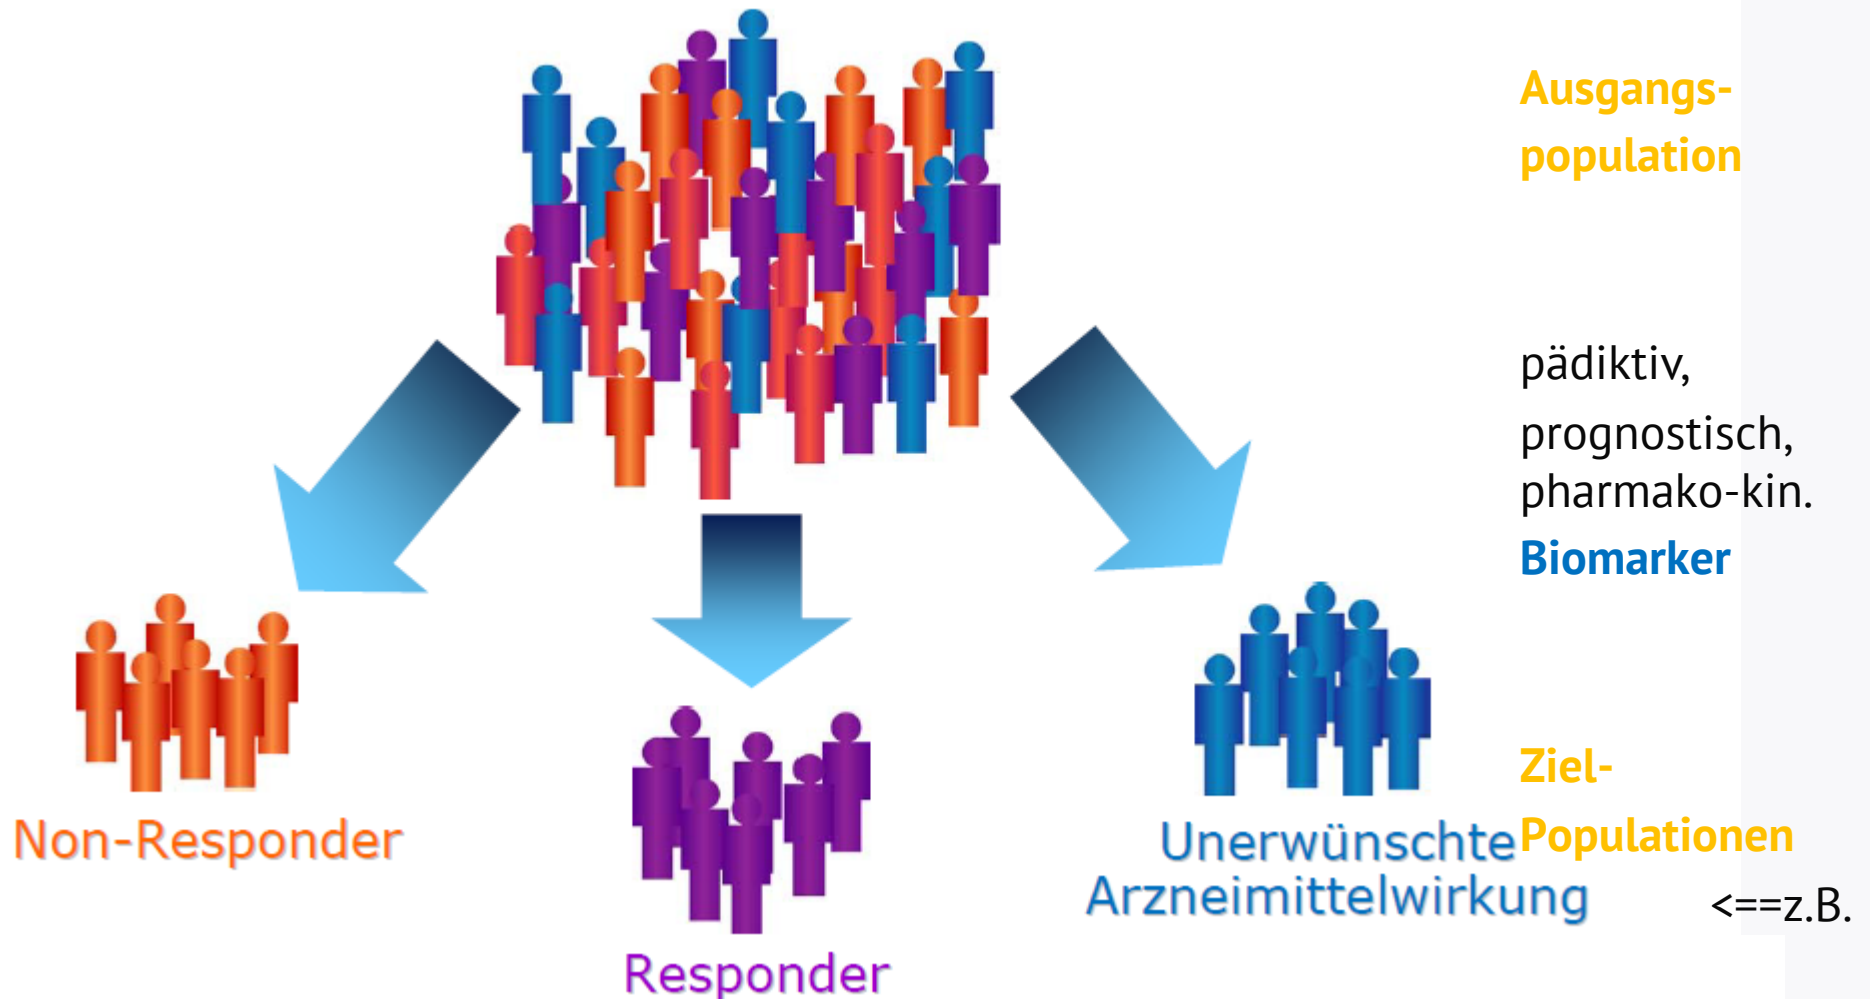 Ausgangs-
population
pädiktiv,
prognostisch,
pharmako-kin.
Biomarker
Ziel-
Populationen
<==z.B.
Non-Responder
Responder
Unerwünschte
Arzneimittelwirkung